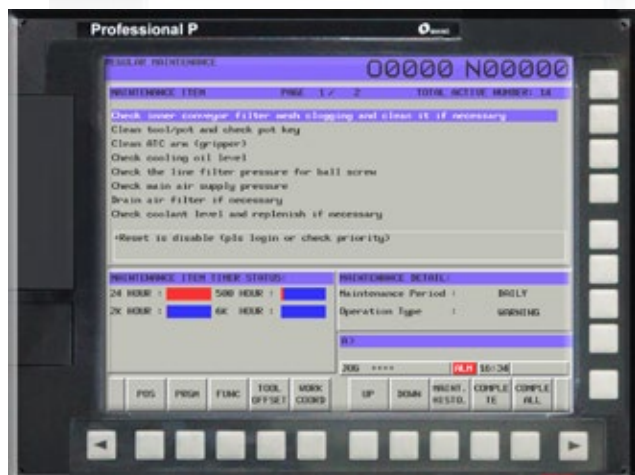 Professional P
REGULAR MAINTENANCE
O0000 N00000
MAINTENANCE ITEM PAGE 1 / 2 TOTAL ACTIVE NUMBER: 14
Check inner conveyor filter mesh clogging and clean it if necessary
Clean tool/pot and check pot key
Clean ATC arm (gripper)
Check cooling oil level
Check the line filter pressure for ball screw
Check main air supply pressure
Drain air filter if necessary
Check coolant level and replenish if necessary
*Reset is disable (pls login or check priority)
MAINTENANCE ITEM TIMER STATUS:
24 HOUR : 500 HOUR :
2K HOUR : 6K HOUR :
MAINTENANCE DETAIL:
Maintenance Period : DAILY
Operation Type : WARNING
A>
JOG **** ALM 16:34
POS PRGM FUNC TOOL OFFSET WORK COORD UP DOWN MAINT. HISTO. COMPLE TE COMPLE ALL